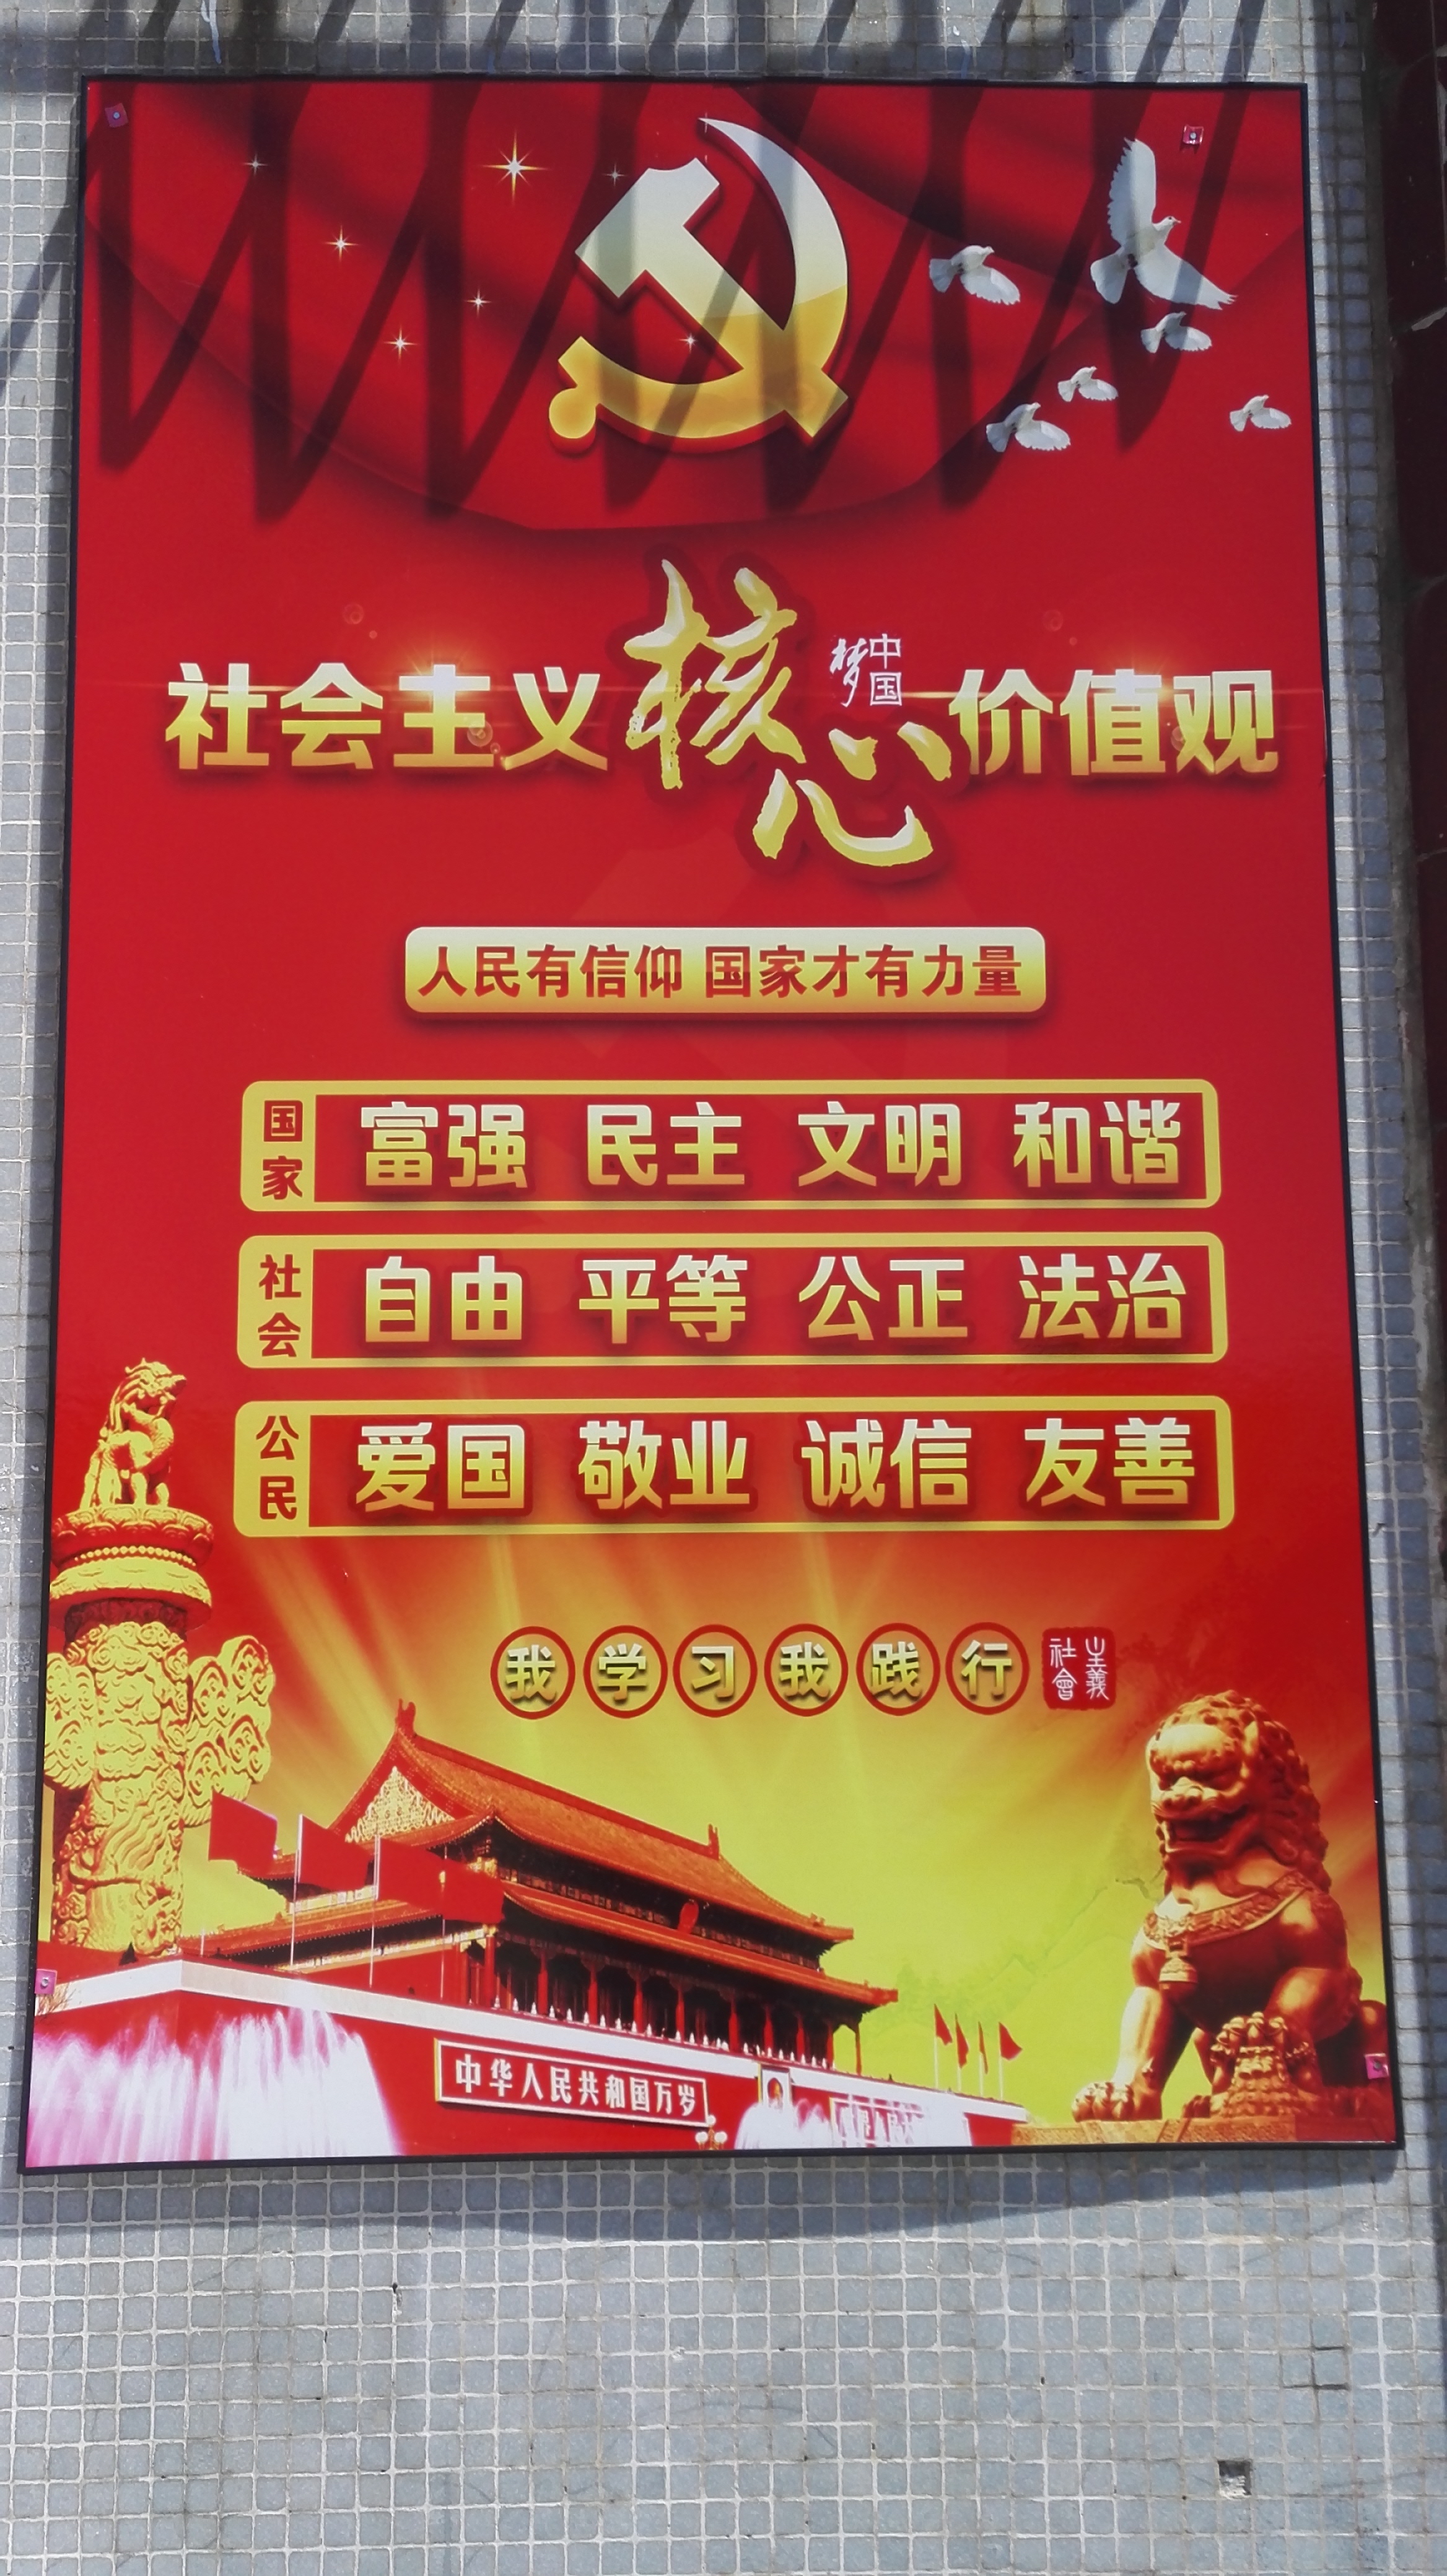 社会主义核心价值观
中国梦
人民有信仰 国家才有力量
国家 富强 民主 文明 和谐
社会 自由 平等 公正 法治
公民 爱国 敬业 诚信 友善
我学习我践行
社會主義
中华人民共和国万岁